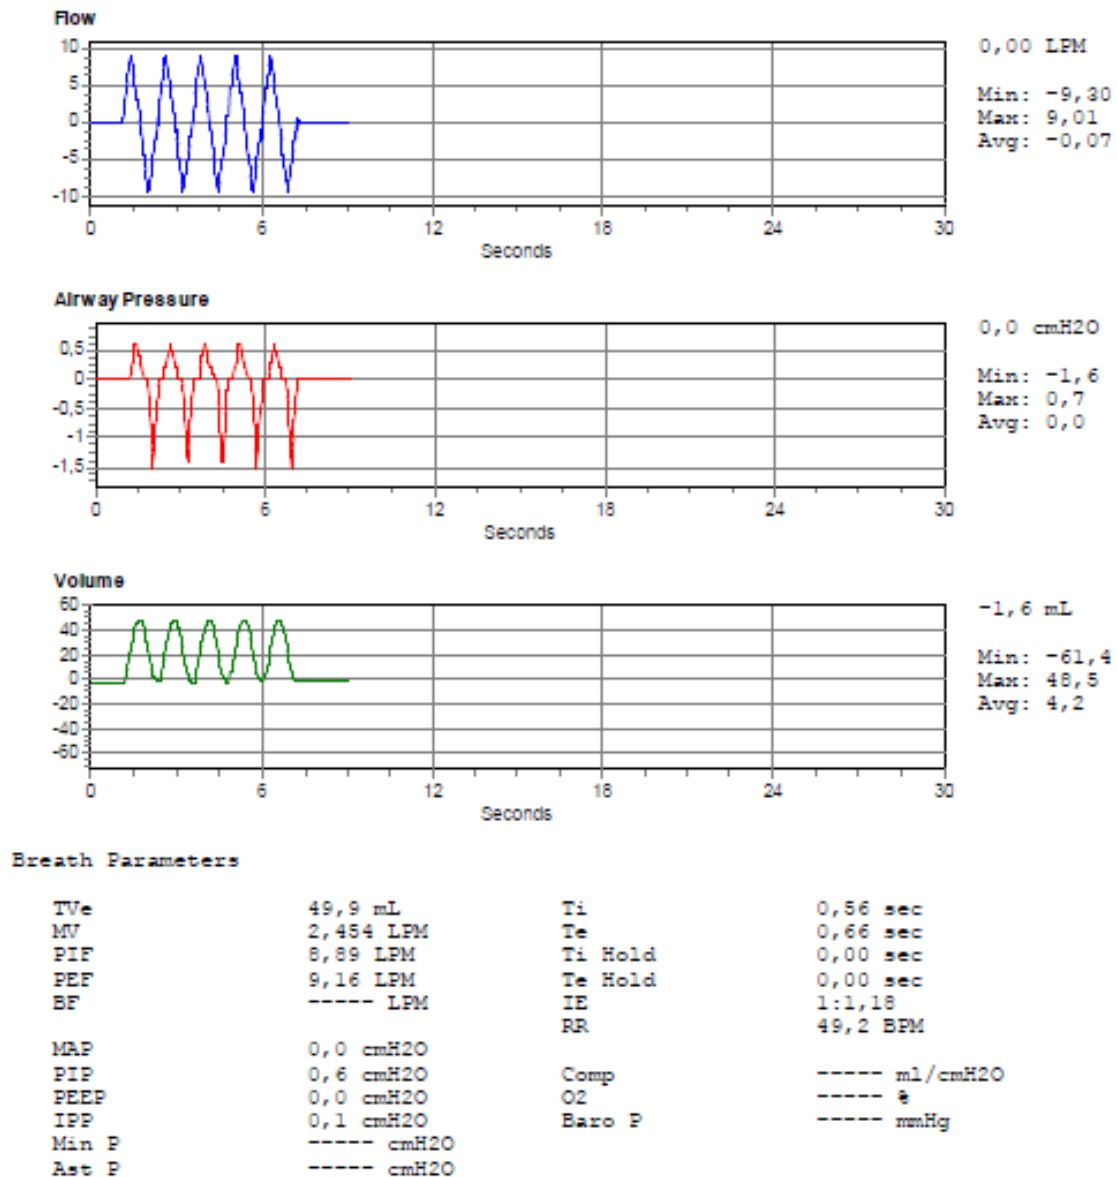 Flow
10
5
0
-5
-10
0 6 12 18 24 30
Seconds
0,00 LPM
Min: -9,30
Max: 9,01
Avg: -0,07
Airway Pressure
0,5
0
-0,5
-1
-1,5
0 6 12 18 24 30
Seconds
0,0 cmH2O
Min: -1,6
Max: 0,7
Avg: 0,0
Volume
60
40
20
0
-20
-40
-60
0 6 12 18 24 30
Seconds
-1,6 mL
Min: -61,4
Max: 48,5
Avg: 4,2
Breath Parameters
TVe 49,9 mL Ti 0,56 sec
MV 2,454 LPM Te 0,66 sec
PIF 8,89 LPM Ti Hold 0,00 sec
PEF 9,16 LPM Te Hold 0,00 sec
BF ----- LPM IE 1:1,18
RR 49,2 BPM
MAP 0,0 cmH2O
PIP 0,6 cmH2O Comp ----- ml/cmH2O
PEEP 0,0 cmH2O O2 ----- %
IPP 0,1 cmH2O Baro P ----- mmHg
Min P ----- cmH2O
Ast P ----- cmH2O